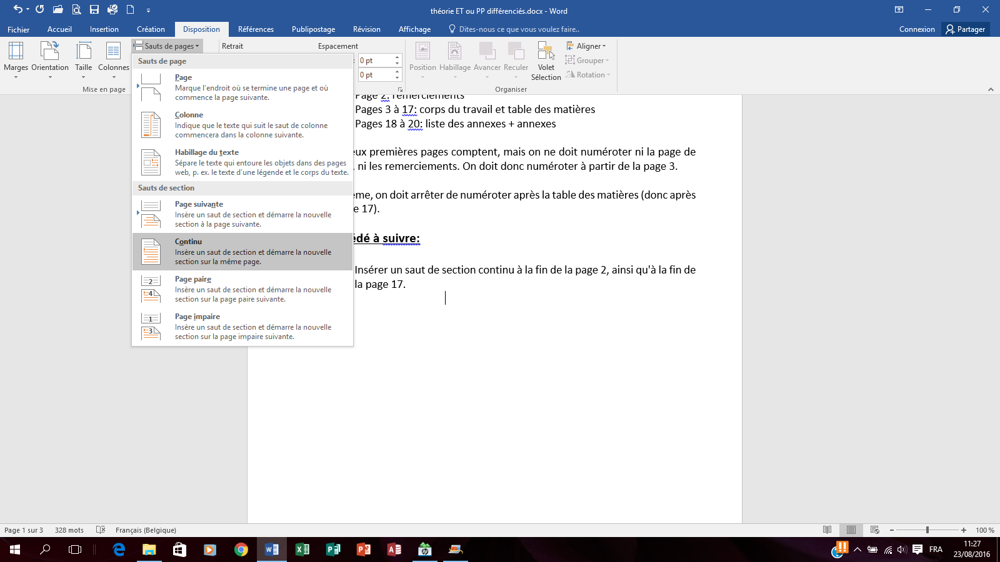 théorie ET ou PP différenciés.docx - Word
Fichier Accueil Insertion Création Disposition Références Publipostage Révision Affichage Dites-nous ce que vous voulez faire.. Connexion Partager
Marges Orientation Taille Colonnes
Sauts de pages
Retrait Espacement
0 pt
0 pt
Mise en page
Position Habillage Avancer Reculer Volet Sélection
Aligner
Grouper
Rotation
Organiser
Sauts de page
Page
Marque l'endroit où se termine une page et où
commence la page suivante.
Colonne
Indique que le texte qui suit le saut de colonne
commencera dans la colonne suivante.
Habillage du texte
Sépare le texte qui entoure les objets dans des pages
web, p. ex. le texte d'une légende et le corps du texte.
Sauts de section
Page suivante
Insère un saut de section et démarre la nouvelle
section à la page suivante.
Continu
Insère un saut de section et démarre la nouvelle
section sur la même page.
Page paire
Insère un saut de section et démarre la nouvelle
section sur la page paire suivante.
Page impaire
Insère un saut de section et démarre la nouvelle
section sur la page impaire suivante.
Page 2: remerciements
Pages 3 à 17: corps du travail et table des matières
Pages 18 à 20: liste des annexes + annexes
eux premières pages comptent, mais on ne doit numéroter ni la page de
, ni les remerciements. On doit donc numéroter à partir de la page 3.
ême, on doit arrêter de numéroter après la table des matières (donc après
e 17).
édé à suivre:
Insérer un saut de section continu à la fin de la page 2, ainsi qu'à la fin de
la page 17.
Page 1 sur 3 328 mots Français (Belgique) 100 %
FRA 11:27
23/08/2016